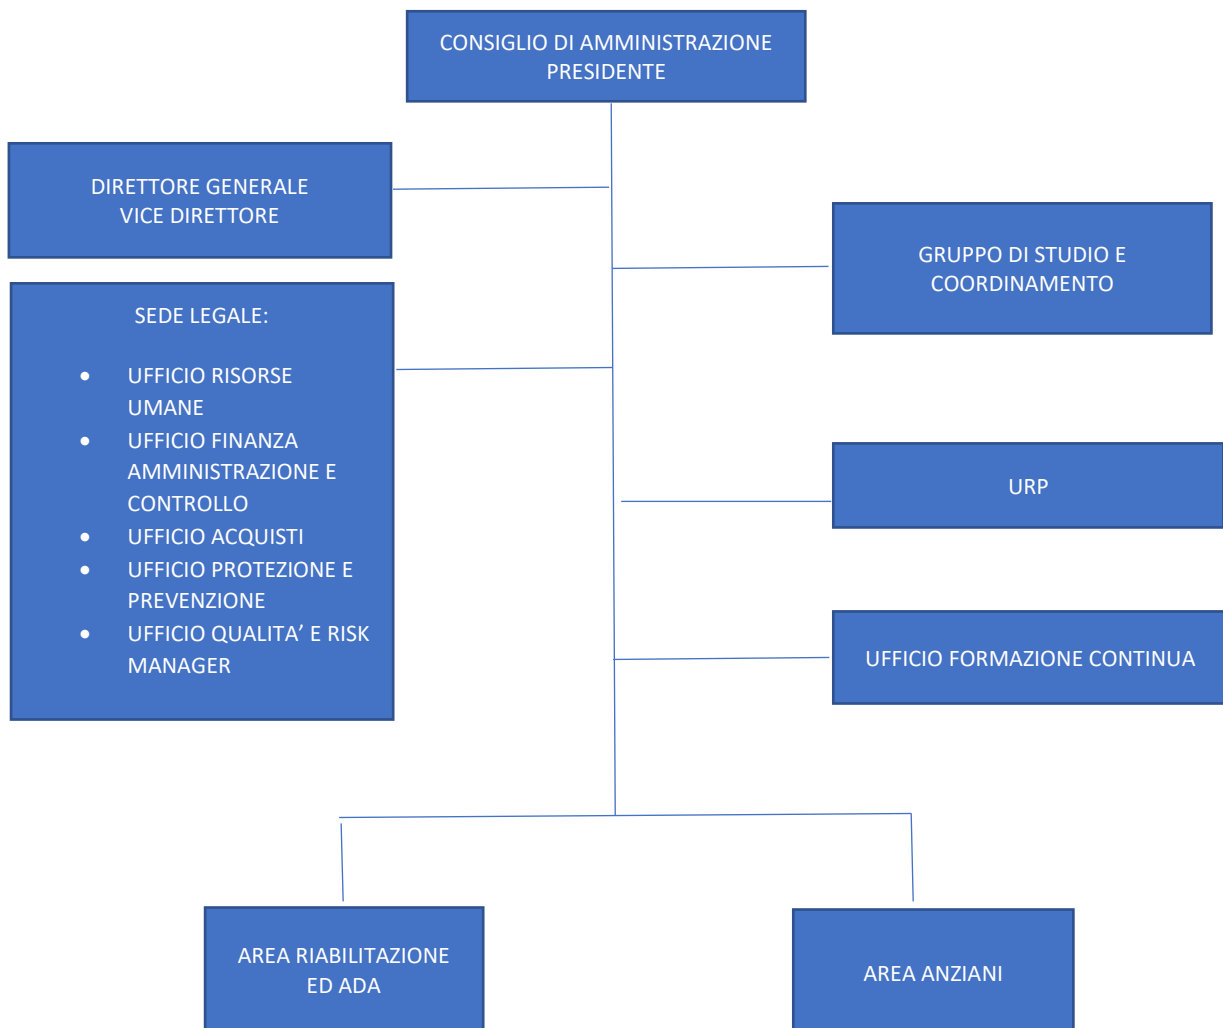 CONSIGLIO DI AMMINISTRAZIONE
PRESIDENTE
DIRETTORE GENERALE
VICE DIRETTORE
GRUPPO DI STUDIO E
COORDINAMENTO
SEDE LEGALE:
• UFFICIO RISORSE
UMANE
• UFFICIO FINANZA
AMMINISTRAZIONE E
CONTROLLO
• UFFICIO ACQUISTI
• UFFICIO PROTEZIONE E
PREVENZIONE
• UFFICIO QUALITA’ E RISK
MANAGER
URP
UFFICIO FORMAZIONE CONTINUA
AREA RIABILITAZIONE
ED ADA
AREA ANZIANI